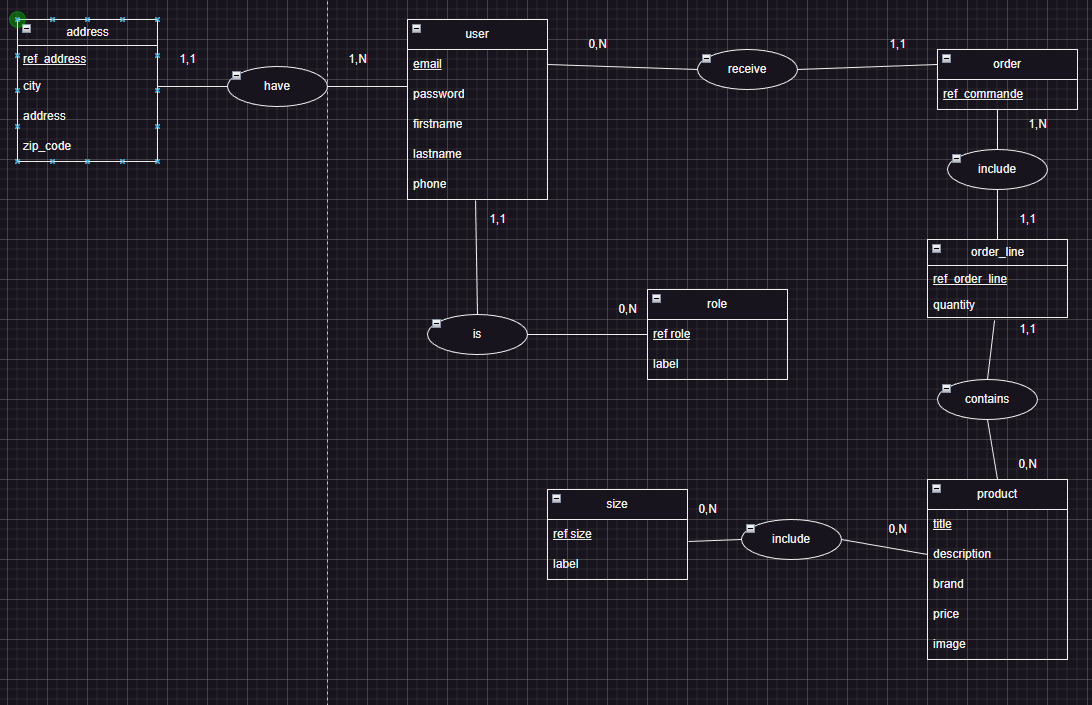 address
ref_address
city
address
zip_code
1,1
have
1,N
user
email
password
firstname
lastname
phone
0,N
receive
1,1
order
ref_commande
1,N
include
1,1
order_line
ref_order_line
quantity
1,1
contains
0,N
product
title
description
brand
price
image
1,1
is
0,N
role
ref role
label
size
ref size
label
0,N
include
0,N